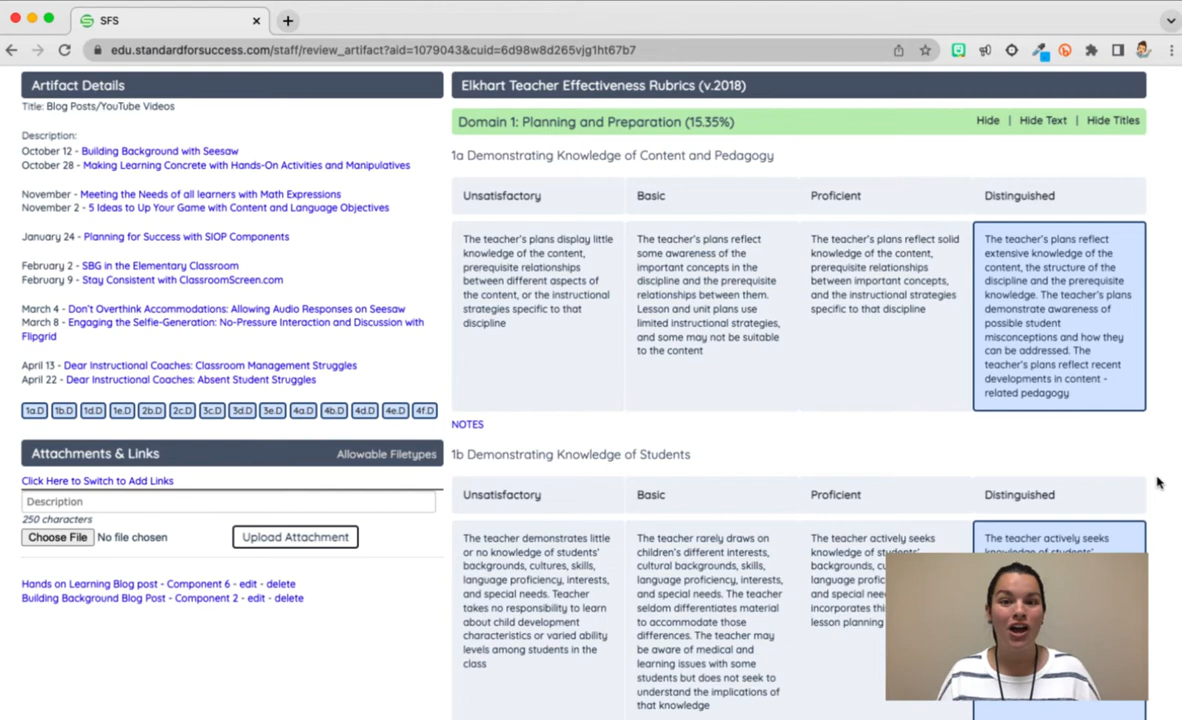 SFS
edu.standardforsuccess.com/staff/review_artifact?aid=1079043&cuid=6d98w8d265vjg1ht67b7
Artifact Details
Title: Blog Posts/YouTube Videos
Description:
October 12 - Building Background with Seesaw
October 28 - Making Learning Concrete with Hands-On Activities and Manipulatives
November - Meeting the Needs of all learners with Math Expressions
November 2 - 5 Ideas to Up Your Game with Content and Language Objectives
January 24 - Planning for Success with SIOP Components
February 2 - SBG in the Elementary Classroom
February 9 - Stay Consistent with ClassroomScreen.com
March 4 - Don't Overthink Accommodations: Allowing Audio Responses on Seesaw
March 8 - Engaging the Selfie-Generation: No-Pressure Interaction and Discussion with
Flipgrid
April 13 - Dear Instructional Coaches: Classroom Management Struggles
April 22 - Dear Instructional Coaches: Absent Student Struggles
1a.D 1b.D 1d.D 1e.D 2b.D 2c.D 3c.D 3d.D 3e.D 4a.D 4b.D 4d.D 4e.D 4f.D
Attachments & Links Allowable Filetypes
Click Here to Switch to Add Links
Description
250 characters
Choose File No file chosen Upload Attachment
Hands on Learning Blog post - Component 6 - edit - delete
Building Background Blog Post - Component 2 - edit - delete
Elkhart Teacher Effectiveness Rubrics (v.2018)
Domain 1: Planning and Preparation (15.35%) Hide | Hide Text | Hide Titles
1a Demonstrating Knowledge of Content and Pedagogy
Unsatisfactory Basic Proficient Distinguished
The teacher's plans display little
knowledge of the content,
prerequisite relationships
between different aspects of
the content, or the instructional
strategies specific to that
discipline
The teacher's plans reflect
some awareness of the
important concepts in the
discipline and the prerequisite
relationships between them.
Lesson and unit plans use
limited instructional strategies,
and some may not be suitable
to the content
The teacher's plans reflect solid
knowledge of the content,
prerequisite relationships
between important concepts,
and the instructional strategies
specific to that discipline
The teacher's plans reflect
extensive knowledge of the
content, the structure of the
discipline and the prerequisite
knowledge. The teacher's plans
demonstrate awareness of
possible student
misconceptions and how they
can be addressed. The
teacher's plans reflect recent
developments in content -
related pedagogy
NOTES
1b Demonstrating Knowledge of Students
Unsatisfactory Basic Proficient Distinguished
The teacher demonstrates little
or no knowledge of students'
backgrounds, cultures, skills,
language proficiency, interests,
and special needs. Teacher
takes no responsibility to learn
about child development
characteristics or varied ability
levels among students in the
class
The teacher rarely draws on
children's different interests,
cultural backgrounds, skills,
language proficiency, interests,
and special needs. The teacher
seldom differentiates material
to accommodate those
differences. The teacher may
be aware of medical and
learning issues with some
students but does not seek to
understand the implications of
that knowledge
The teacher actively seeks
knowledge of students'
backgrounds,
language
and special
incorporates
lesson planning
The teacher actively seeks
knowledge of students'